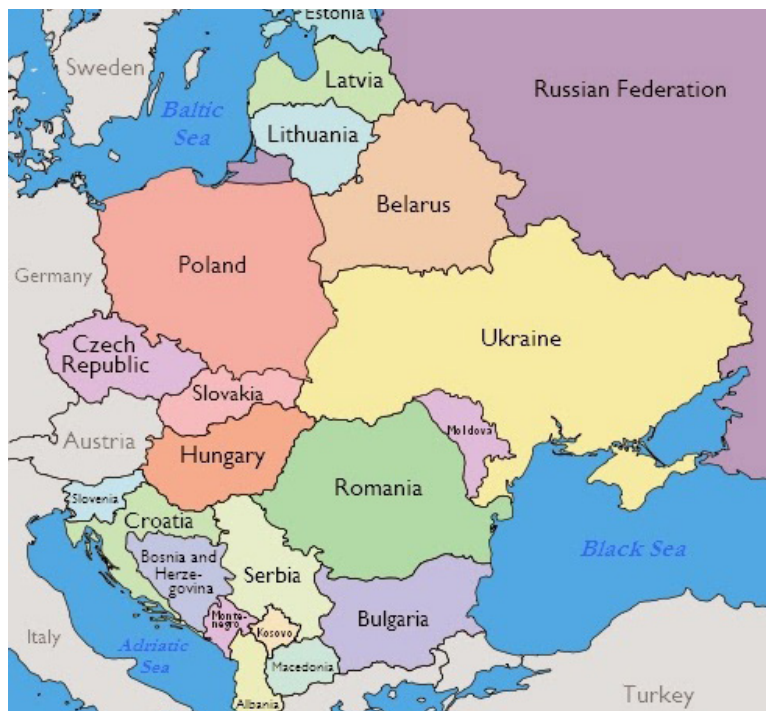 Estonia
Sweden
Latvia
Russian Federation
Baltic
Sea
Lithuania
Belarus
Poland
Germany
Ukraine
Czech
Republic
Slovakia
Austria
Moldova
Hungary
Romania
Slovenia
Croatia
Bosnia and
Herze-
govina
Serbia
Black Sea
Monte-
negro
Kosovo
Bulgaria
Italy
Adriatic
Sea
Macedonia
Albania
Turkey